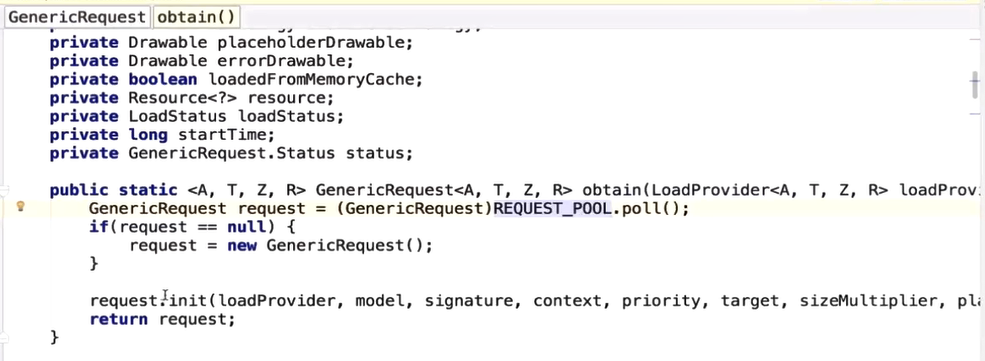 GenericRequest obtain()
private Drawable placeholderDrawable;
private Drawable errorDrawable;
private boolean loadedFromMemoryCache;
private Resource<?> resource;
private LoadStatus loadStatus;
private long startTime;
private GenericRequest.Status status;
public static <A, T, Z, R> GenericRequest<A, T, Z, R> obtain(LoadProvider<A, T, Z, R> loadProvi
GenericRequest request = (GenericRequest)REQUEST_POOL.poll();
if(request == null) {
request = new GenericRequest();
}
request.init(loadProvider, model, signature, context, priority, target, sizeMultiplier, pla
return request;
}